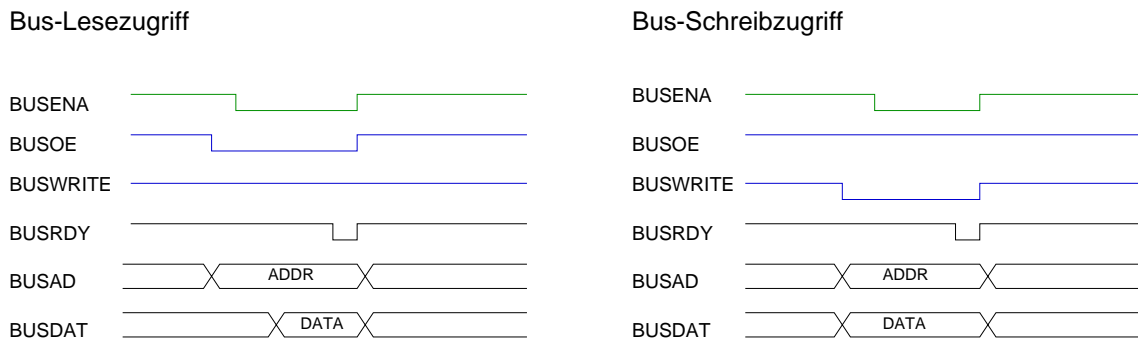 Bus-Lesezugriff
BUSENA
BUSOE
BUSWRITE
BUSRDY
BUSAD ADDR
BUSDAT DATA
Bus-Schreibzugriff
BUSENA
BUSOE
BUSWRITE
BUSRDY
BUSAD ADDR
BUSDAT DATA